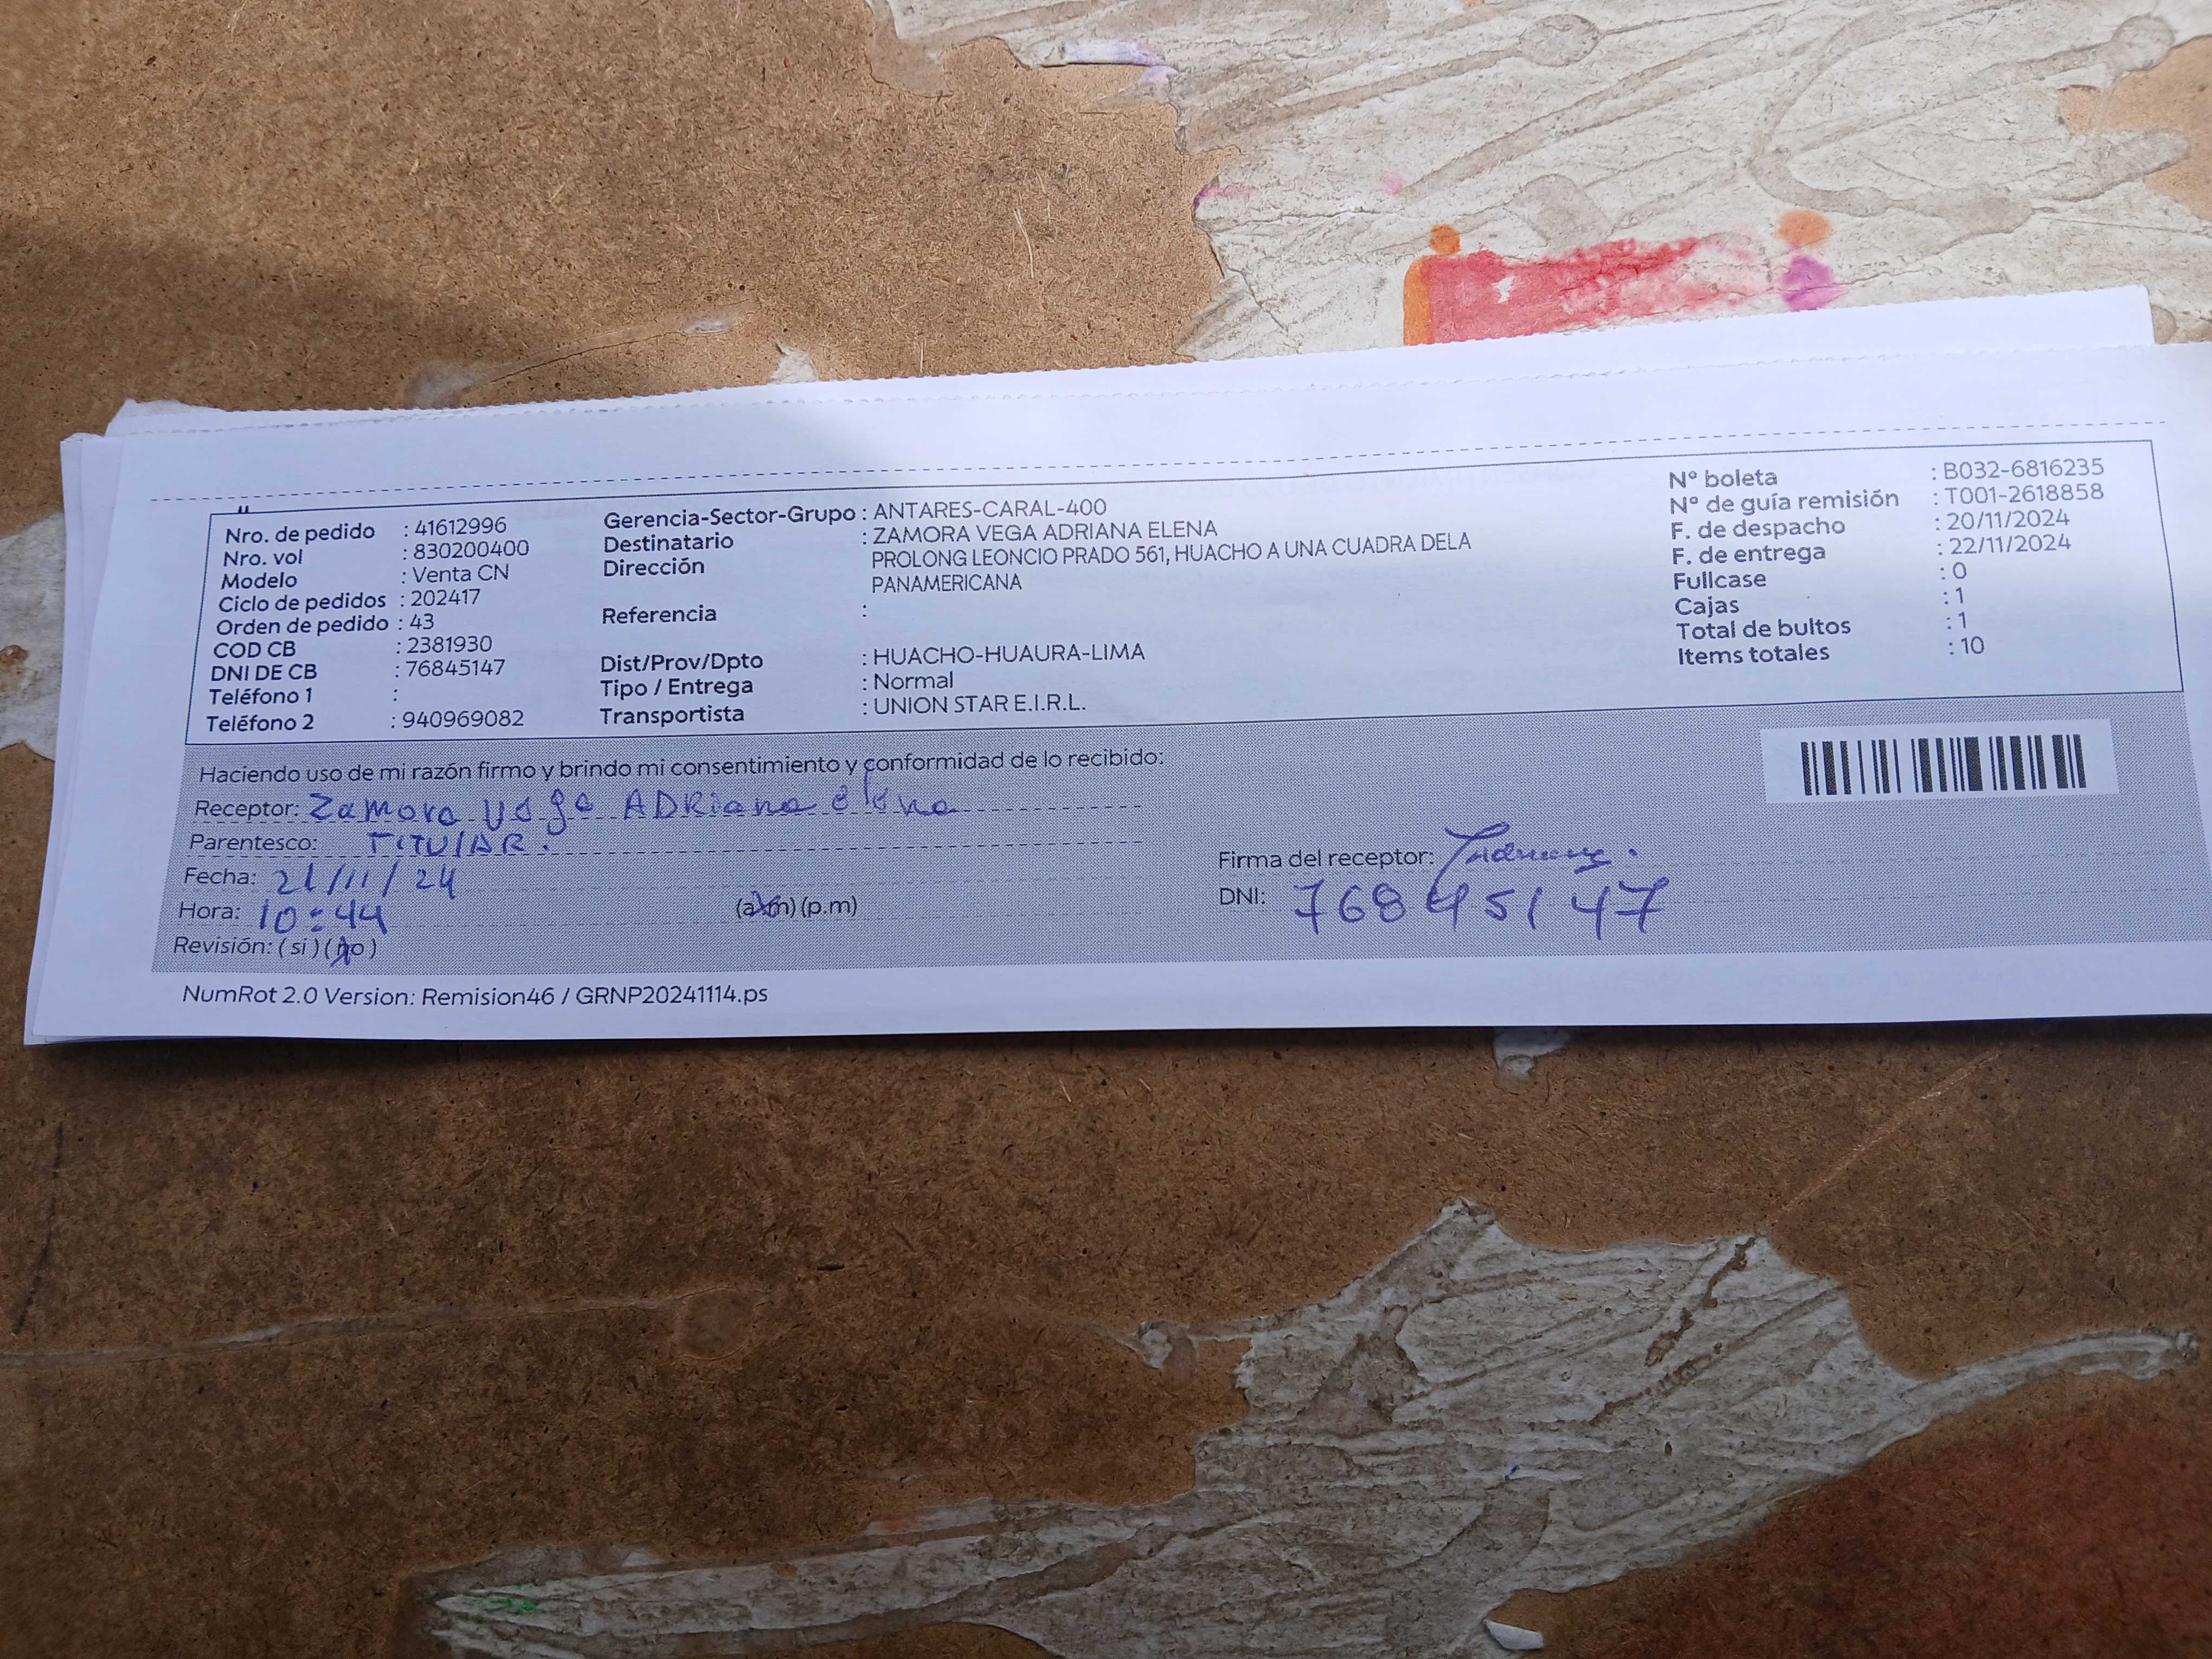 Nro. de pedido : 41612996
Nro. vol : 830200400
Modelo : Venta CN
Ciclo de pedidos : 202417
Orden de pedido : 43
COD CB : 2381930
DNI DE CB : 76845147
Teléfono 1 :
Teléfono 2 : 940969082
Gerencia-Sector-Grupo : ANTARES-CARAL-400
Destinatario : ZAMORA VEGA ADRIANA ELENA
Dirección PROLONG LEONCIO PRADO 561, HUACHO A UNA CUADRA DELA
PANAMERICANA
Referencia :
Dist/Prov/Dpto : HUACHO-HUAURA-LIMA
Tipo / Entrega : Normal
Transportista : UNION STAR E.I.R.L.
N° boleta : B032-6816235
N° de guía remisión : T001-2618858
F. de despacho : 20/11/2024
F. de entrega : 22/11/2024
Fullcase : 0
Cajas : 1
Total de bultos : 1
Items totales : 10
Haciendo uso de mi razón firmo y brindo mi consentimiento y conformidad de lo recibido:
Receptor: Zamora Vega ADRiana elena
Parentesco: TITUlAR.
Fecha: 21/11/24
Hora: 10:44 (a.m) (p.m)
Revisión: ( si ) ( no )
Firma del receptor:
DNI: 76845147
NumRot 2.0 Version: Remision46 / GRNP20241114.ps